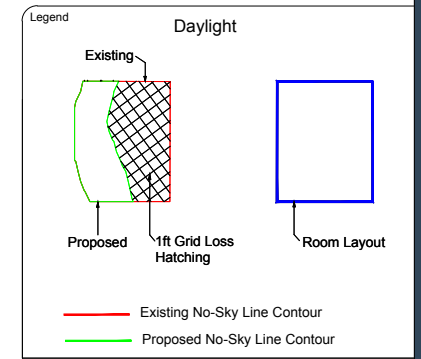 Legend
Daylight
Existing
Proposed
1ft Grid Loss
Hatching
Room Layout
Existing No-Sky Line Contour
Proposed No-Sky Line Contour